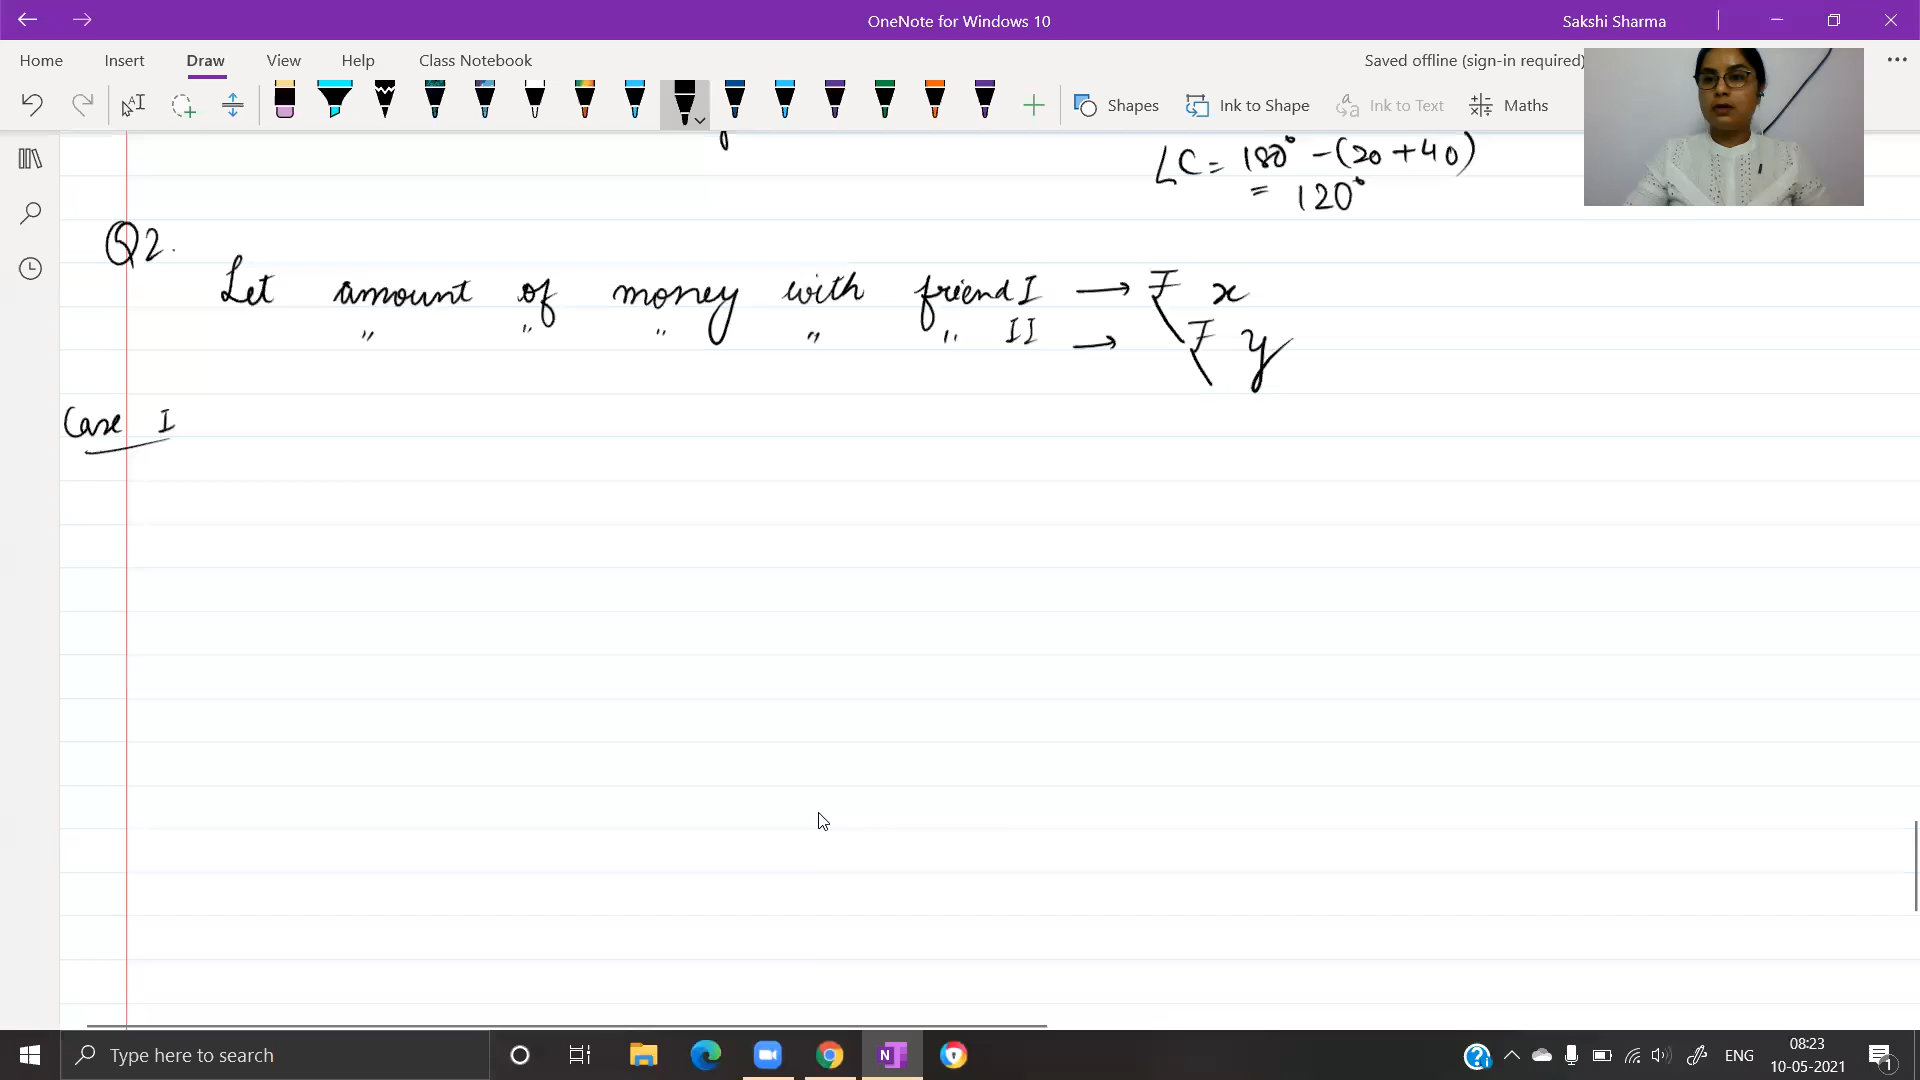 OneNote for Windows 10
Sakshi Sharma
Home Insert Draw View Help Class Notebook
Saved offline (sign-in required)
Shapes Ink to Shape Ink to Text Maths
∠C = 180° - (20 + 40)
= 120°
Q2.
Let amount of money with friend I → ₹ x
" " " " " II → ₹ y
Case I
Type here to search
ENG
08:23
10-05-2021
1